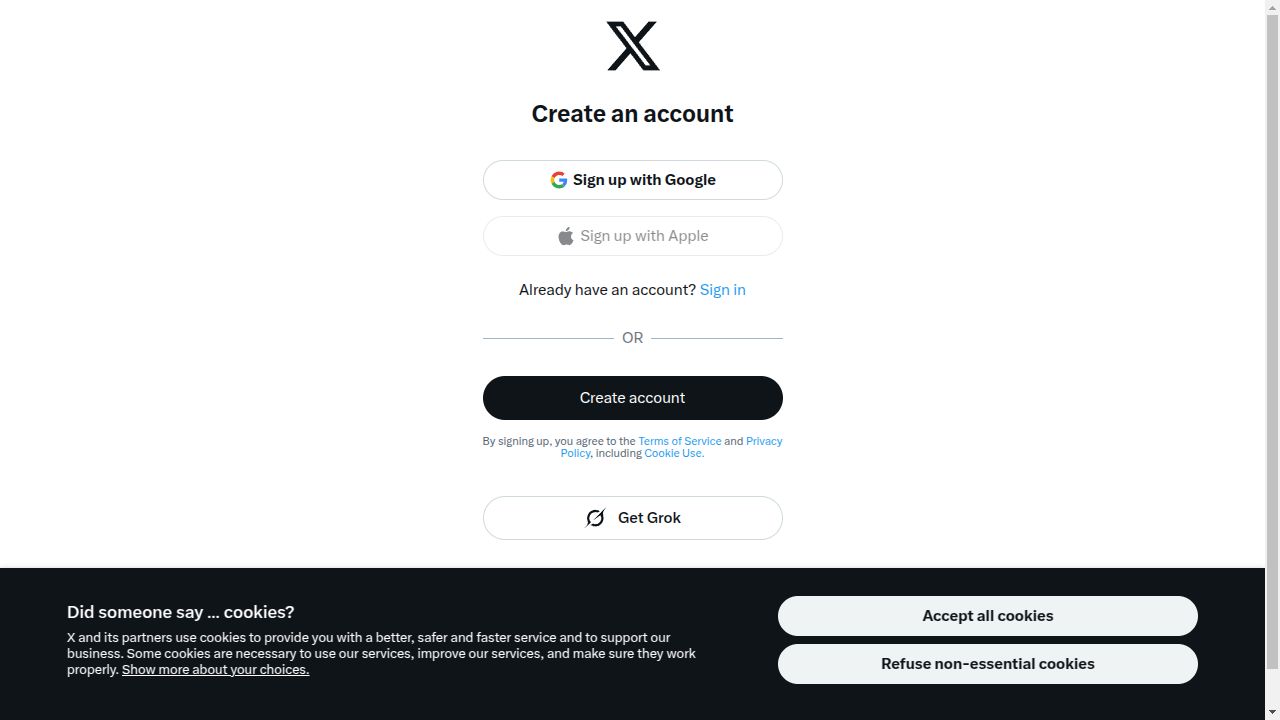 Create an account
Sign up with Google
Sign up with Apple
Already have an account? Sign in
OR
Create account
By signing up, you agree to the Terms of Service and Privacy
Policy, including Cookie Use.
Get Grok
Did someone say ... cookies?
X and its partners use cookies to provide you with a better, safer and faster service and to support our
business. Some cookies are necessary to use our services, improve our services, and make sure they work
properly. Show more about your choices.
Accept all cookies
Refuse non-essential cookies